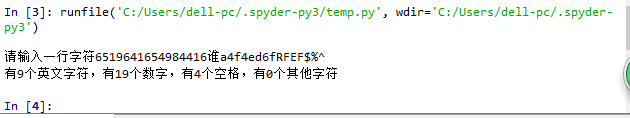 In [3]: runfile('C:/Users/dell-pc/.spyder-py3/temp.py', wdir='C:/Users/dell-pc/.spyder-
py3')
请输入一行字符6519641654984416谁a4f4ed6fRFEF$%^
有9个英文字符，有19个数字，有4个空格，有0个其他字符
In [4]: